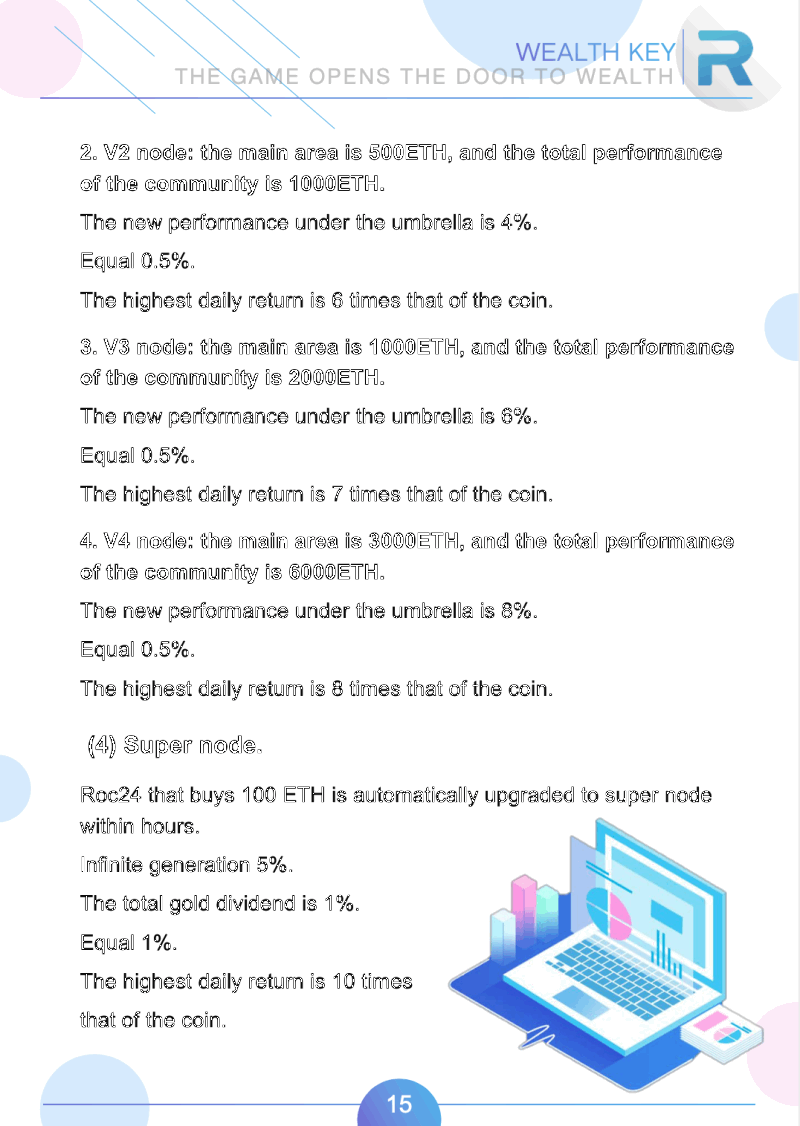 WEALTH KEY
THE GAME OPENS THE DOOR TO WEALTH
R
2. V2 node: the main area is 500ETH, and the total performance
of the community is 1000ETH.
The new performance under the umbrella is 4%.
Equal 0.5%.
The highest daily return is 6 times that of the coin.
3. V3 node: the main area is 1000ETH, and the total performance
of the community is 2000ETH.
The new performance under the umbrella is 6%.
Equal 0.5%.
The highest daily return is 7 times that of the coin.
4. V4 node: the main area is 3000ETH, and the total performance
of the community is 6000ETH.
The new performance under the umbrella is 8%.
Equal 0.5%.
The highest daily return is 8 times that of the coin.
(4) Super node.
Roc24 that buys 100 ETH is automatically upgraded to super node
within hours.
Infinite generation 5%.
The total gold dividend is 1%.
Equal 1%.
The highest daily return is 10 times
that of the coin.
15